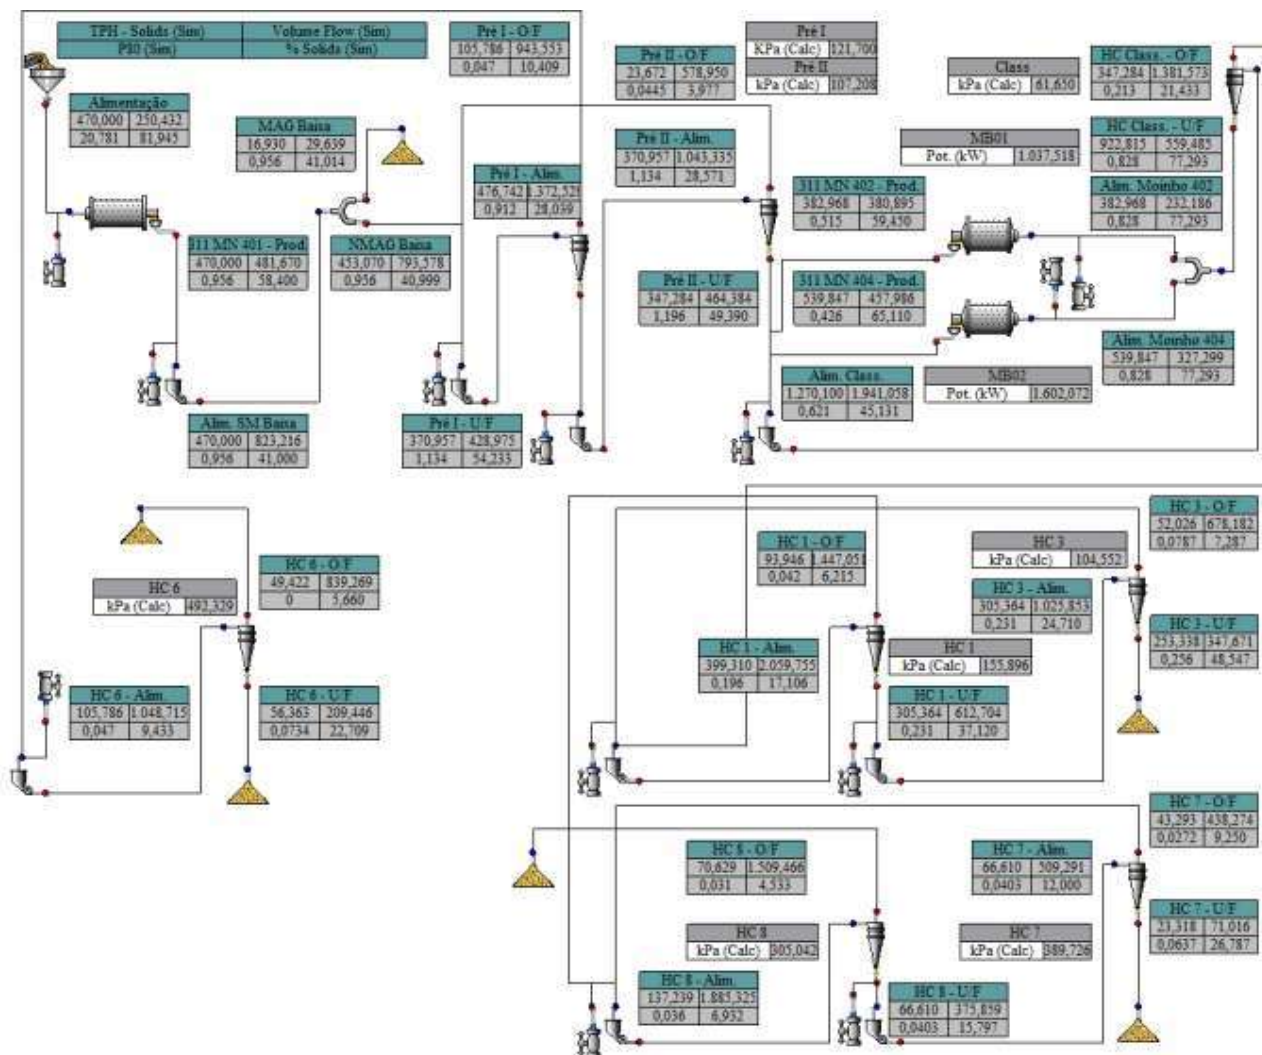 TPH - Solids (Sim) Volume Flow (Sim)
P80 (Sim) % Solids (Sim)
Pré I - O/F
105,786 943,553
0,047 10,409
Pré II - O/F
23,672 578,950
0,0445 3,977
Pré I
KPa (Calc) 121,700
Pré II
kPa (Calc) 107,208
Class
kPa (Calc) 61,650
HC Class. - O/F
347,284 1.381,573
0,213 21,433
Alimentação
470,000 250,432
20,781 81,945
MAG Baisa
16,930 29,639
0,956 41,014
Pré I - Alim.
476,742 1.372,529
0,912 28,039
Pré II - Alim.
370,957 1.043,335
1,134 28,571
MB01
Pot. (kW) 1.037,518
HC Class. - U/F
922,815 559,485
0,828 77,293
311 MN 402 - Prod.
382,968 380,895
0,515 59,450
Alim. Moinho 402
382,968 232,186
0,828 77,293
311 MN 401 - Prod.
470,000 481,670
0,956 58,400
NMAG Baisa
453,070 793,578
0,956 40,999
Pré II - U/F
347,284 464,384
1,196 49,390
311 MN 404 - Prod.
539,847 457,986
0,426 65,110
Alim. Moinho 404
539,847 327,299
0,828 77,293
Alim. Class.
1.270,100 1.941,058
0,621 45,131
MB02
Pot. (kW) 1.602,072
Alim. SM Baisa
470,000 823,216
0,956 41,000
Pré I - U/F
370,957 428,975
1,134 54,233
HC 6
kPa (Calc) 492,329
HC 6 - O/F
49,422 839,269
0 5,660
HC 1 - O/F
93,946 1.447,051
0,042 6,215
HC 3
kPa (Calc) 104,552
HC 3 - O/F
52,026 678,182
0,0787 7,287
HC 3 - Alim.
305,364 1.025,853
0,231 24,710
HC 1 - Alim.
399,310 2.059,755
0,196 17,106
HC 1
kPa (Calc) 155,896
HC 3 - U/F
253,338 347,671
0,256 48,547
HC 6 - Alim.
105,786 1.048,715
0,047 9,433
HC 6 - U/F
56,363 209,446
0,0734 22,709
HC 1 - U/F
305,364 612,704
0,231 37,120
HC 7 - O/F
43,293 438,274
0,0272 9,250
HC 8 - O/F
70,629 1.509,466
0,031 4,533
HC 7 - Alim.
66,610 509,291
0,0403 12,000
HC 8
kPa (Calc) 305,042
HC 7
kPa (Calc) 389,726
HC 7 - U/F
23,318 71,016
0,0637 26,787
HC 8 - Alim.
137,239 1.885,325
0,036 6,932
HC 8 - U/F
66,610 375,859
0,0403 15,797